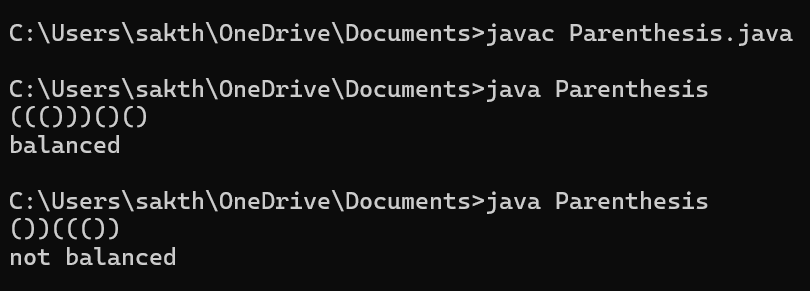 C:\Users\sakth\OneDrive\Documents>javac Parenthesis.java
C:\Users\sakth\OneDrive\Documents>java Parenthesis
((()))()()
balanced
C:\Users\sakth\OneDrive\Documents>java Parenthesis
())((())
not balanced